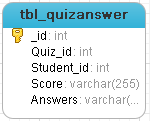 tbl_quizanswer
_id: int
Quiz_id: int
Student_id: int
Score: varchar(255)
Answers: varchar(...